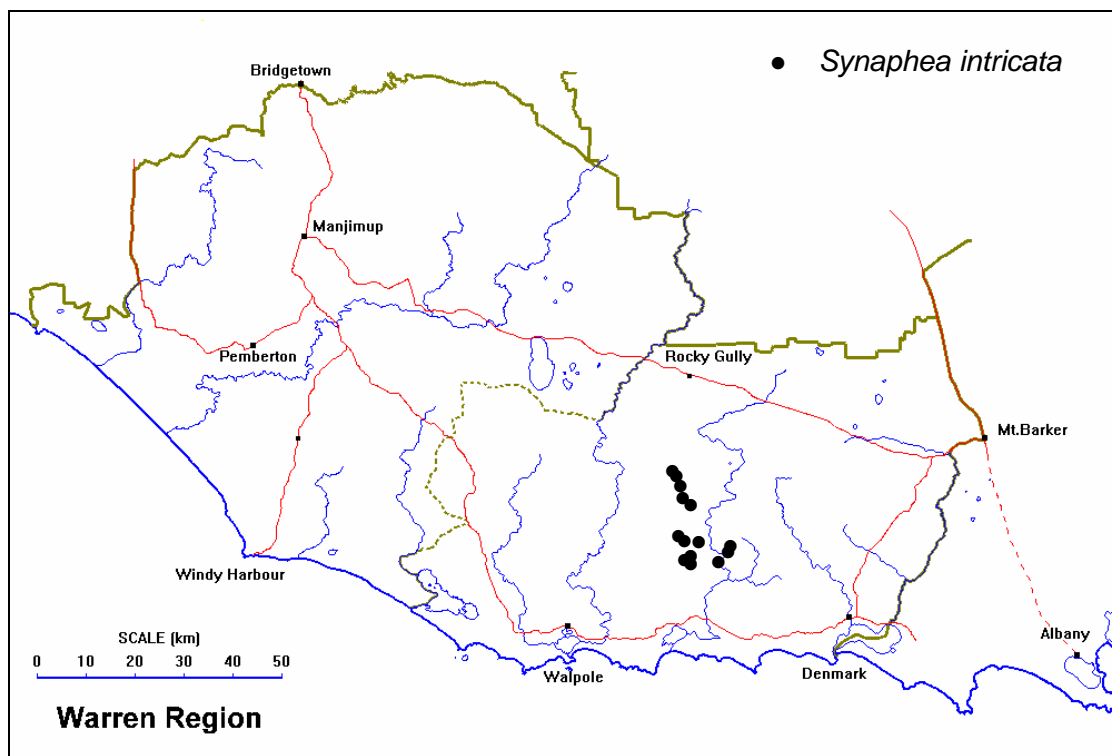 Bridgetown
Synaphea intricata
Manjimup
Pemberton
Rocky Gully
Mt.Barker
Windy Harbour
SCALE (km)
0 10 20 30 40 50
Walpole
Denmark
Albany
Warren Region